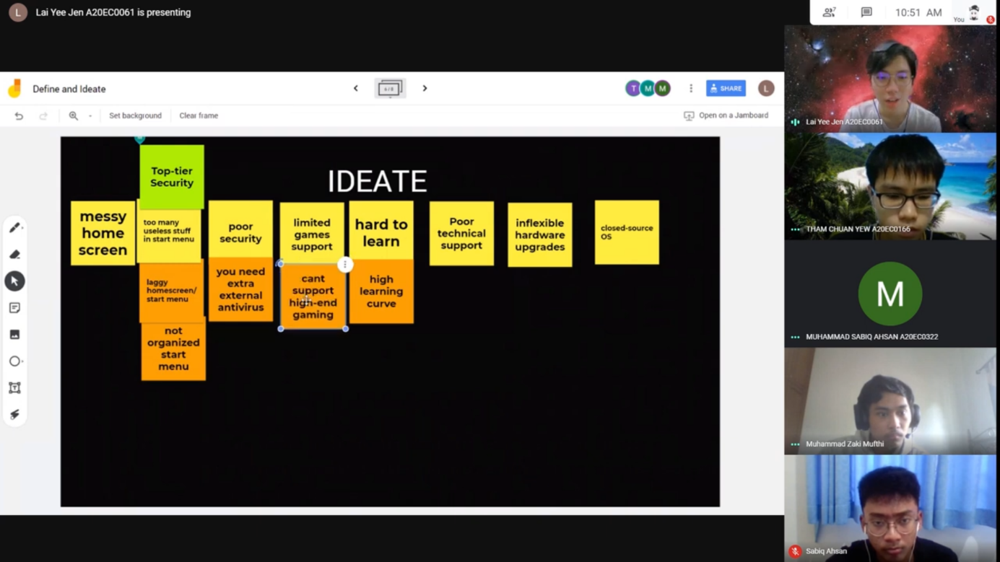 L
Lai Yee Jen A20EC0061 is presenting
7
10:51 AM
You
Define and Ideate
6 / 8
T
M
M
SHARE
L
Set background
Clear frame
Open on a Jamboard
Top-tier
Security
IDEATE
messy
home
screen
too many
useless stuff
in start menu
poor
security
limited
games
support
hard to
learn
Poor
technical
support
inflexible
hardware
upgrades
closed-source
OS
laggy
homescreen/
start menu
you need
extra
external
antivirus
cant
support
high-end
gaming
high
learning
curve
not
organized
start
menu
Lai Yee Jen A20EC0061
THAM CHUAN YEW A20EC0166
M
MUHAMMAD SABIQ AHSAN A20EC0322
Muhammad Zaki Mufthi
Sabiq Ahsan